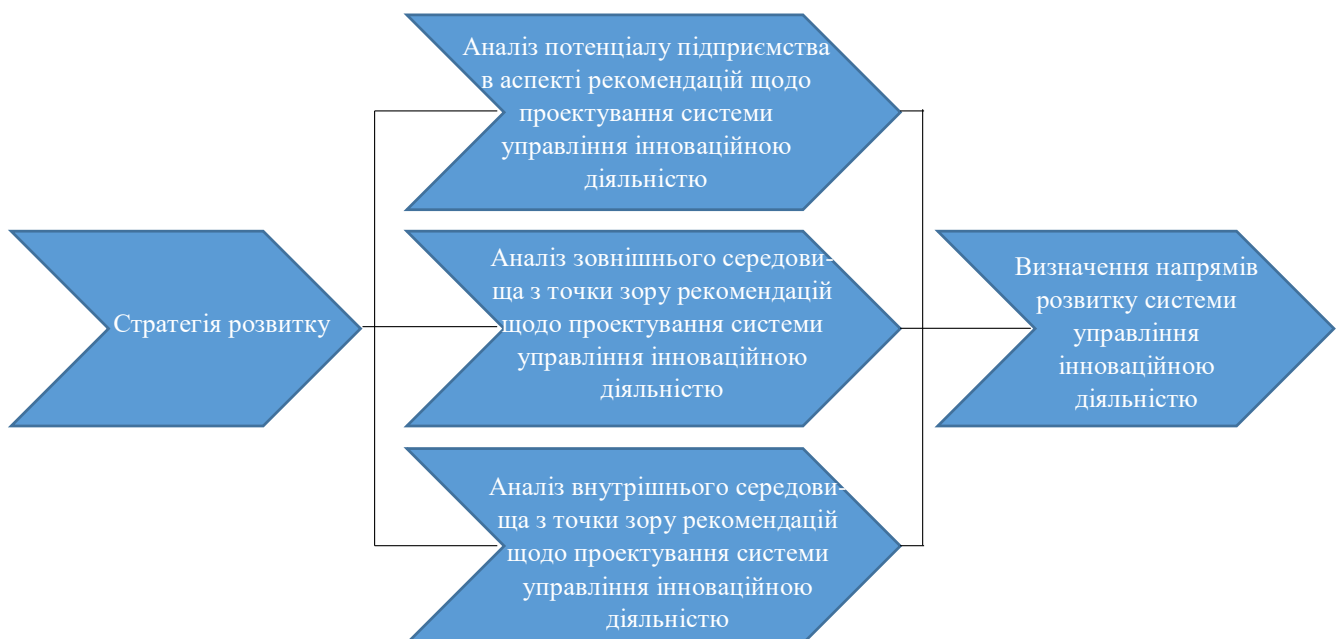 Стратегія розвитку
Аналіз потенціалу підприємства
в аспекті рекомендацій щодо
проектування системи
управління інноваційною
діяльністю
Аналіз зовнішнього середови-
ща з точки зору рекомендацій
щодо проектування системи
управління інноваційною
діяльністю
Аналіз внутрішнього середови-
ща з точки зору рекомендацій
щодо проектування системи
управління інноваційною
діяльністю
Визначення напрямів
розвитку системи
управління
інноваційною
діяльністю